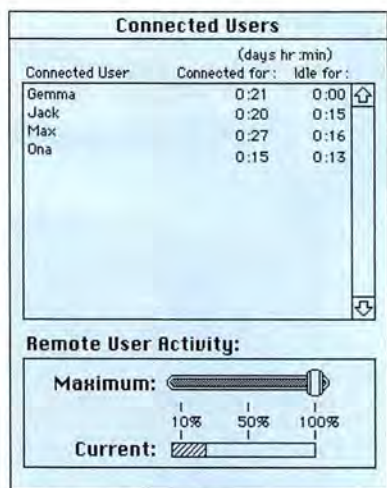 Connected Users
(days hr:min)
Connected User Connected for: Idle for:
Gemma 0:21 0:00
Jack 0:20 0:15
Max 0:27 0:16
Ona 0:15 0:13
Remote User Activity:
Maximum:
10% 50% 100%
Current: